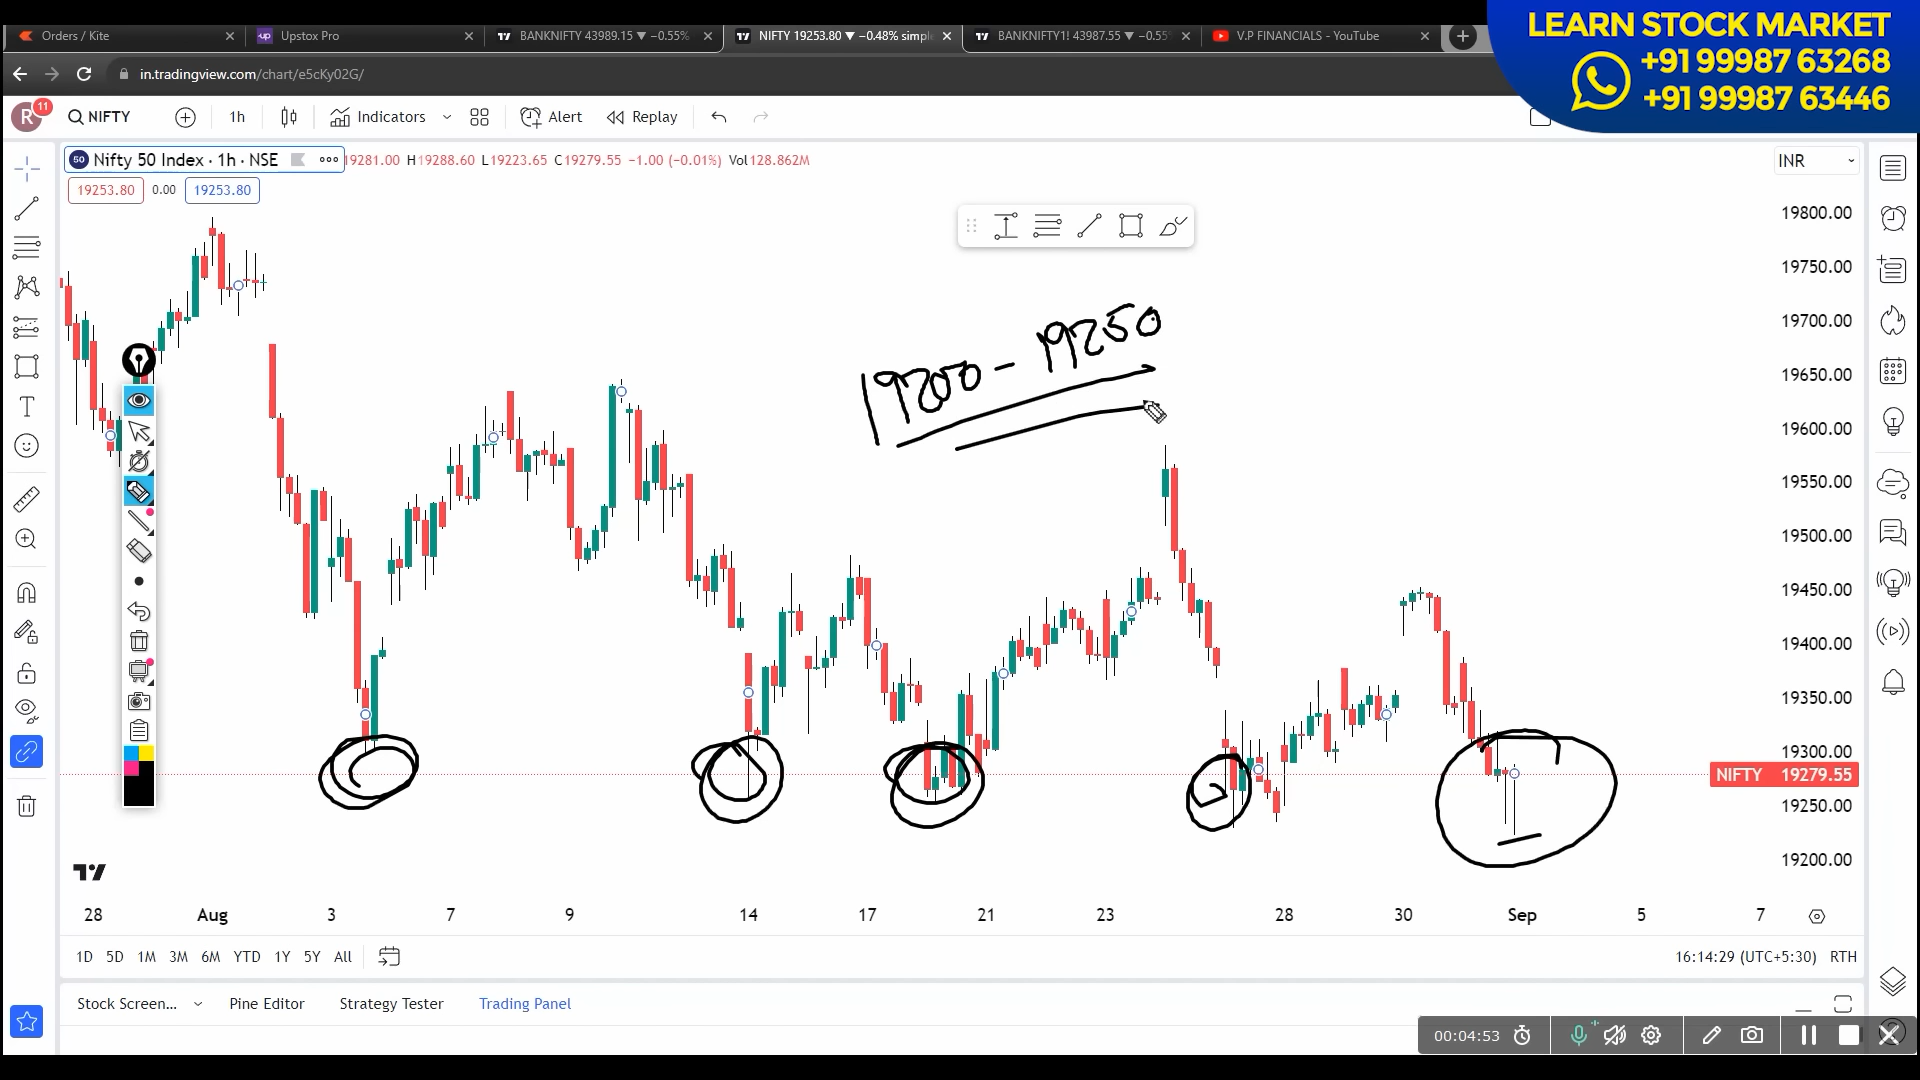 LEARN STOCK MARKET
+91 99987 63268
+91 99987 63446
Orders / Kite
up Upstox Pro
BANKNIFTY 43989.15 ▼ −0.55%
NIFTY 19253.80 ▼ −0.48% simple
BANKNIFTY1! 43987.55 ▼ −0.55%
V.P FINANCIALS - YouTube
in.tradingview.com/chart/e5cKy02G/
R 11 NIFTY 1h Indicators Alert Replay
50 Nifty 50 Index · 1h · NSE 19281.00 H19288.60 L19223.65 C19279.55 −1.00 (−0.01%) Vol128.862M
INR
19253.80 0.00 19253.80
19800.00
19750.00
19700.00
19650.00
19600.00
19550.00
19500.00
19450.00
19400.00
19350.00
19300.00
NIFTY 19279.55
19250.00
19200.00
19200 - 19250
28 Aug 3 7 9 14 17 21 23 28 30 Sep 5 7
1D 5D 1M 3M 6M YTD 1Y 5Y All
16:14:29 (UTC+5:30) RTH
Stock Screen... Pine Editor Strategy Tester Trading Panel
00:04:53